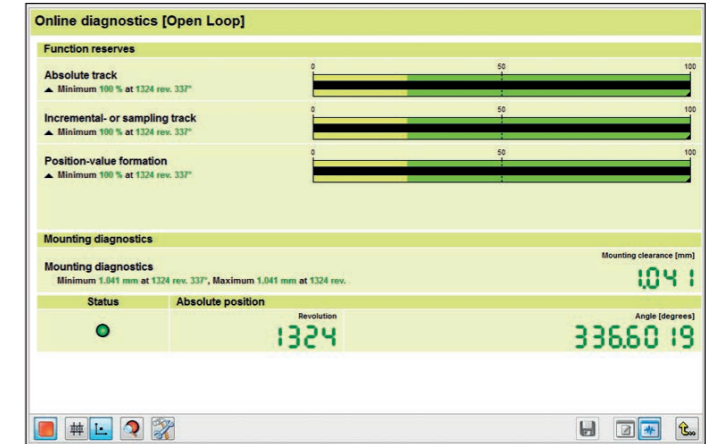 Online diagnostics [Open Loop]
Function reserves
Absolute track
Minimum 100 % at 1324 rev. 337°
0 50 100
Incremental- or sampling track
Minimum 100 % at 1324 rev. 337°
0 50 100
Position-value formation
Minimum 100 % at 1324 rev. 337°
0 50 100
Mounting diagnostics
Mounting clearance [mm]
Mounting diagnostics
Minimum 1.041 mm at 1324 rev. 337°, Maximum 1.041 mm at 1324 rev.
1.041
Status Absolute position
Revolution Angle [degrees]
1324 336.6019